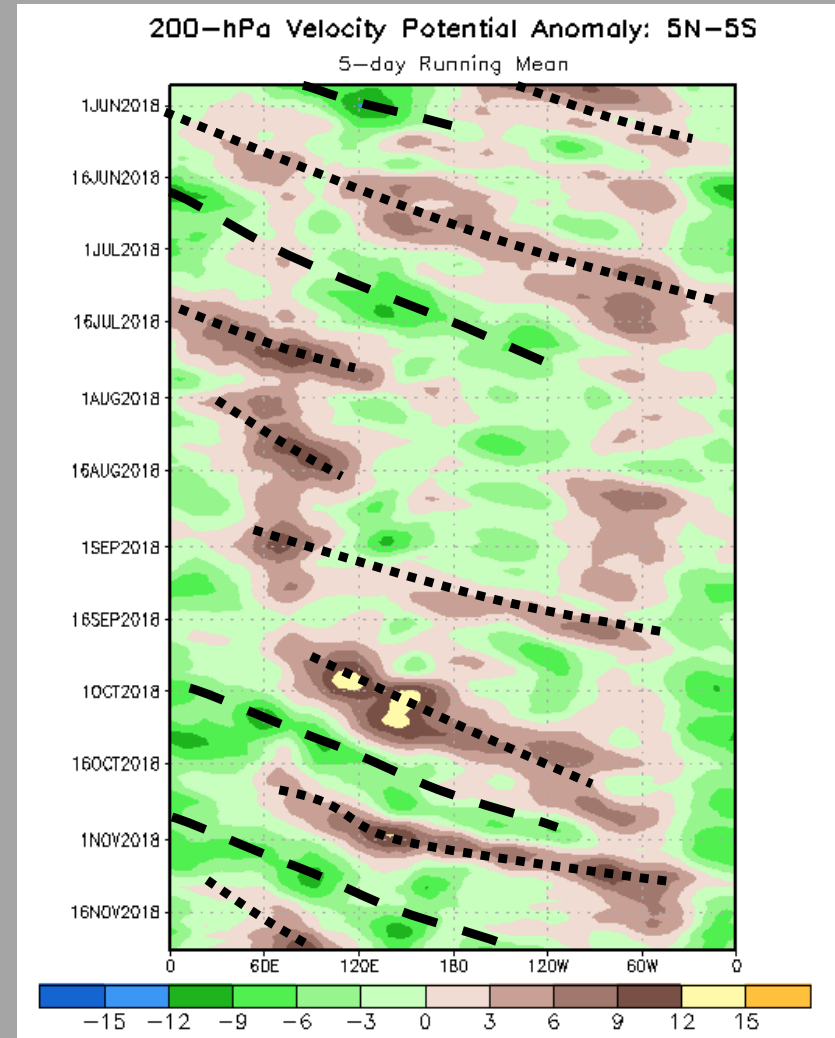 200-hPa Velocity Potential Anomaly: 5N-5S
5-day Running Mean
1JUN2018
16JUN2018
1JUL2018
16JUL2018
1AUG2018
16AUG2018
1SEP2018
16SEP2018
1OCT2018
16OCT2018
1NOV2018
16NOV2018
0 60E 120E 180 120W 60W 0
-15 -12 -9 -6 -3 0 3 6 9 12 15